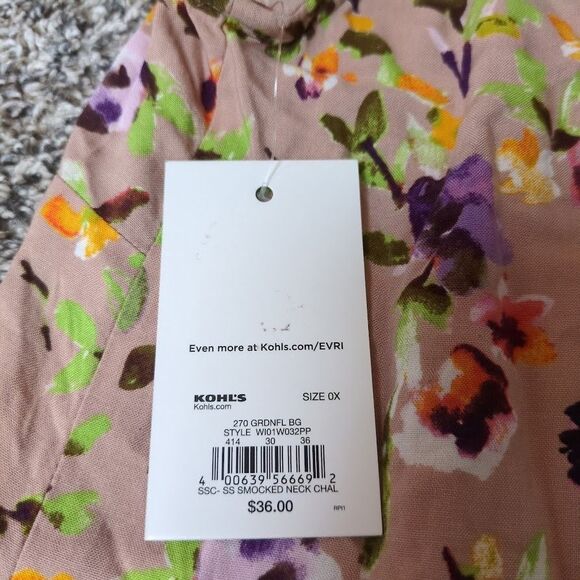 Even more at Kohls.com/EVRI
KOHL'S SIZE 0X
Kohls.com
270 GRDNFL BG
STYLE WI01W032PP
414 30 36
4 00639 56669 2
SSC- SS SMOCKED NECK CHAL
$36.00 RPI1